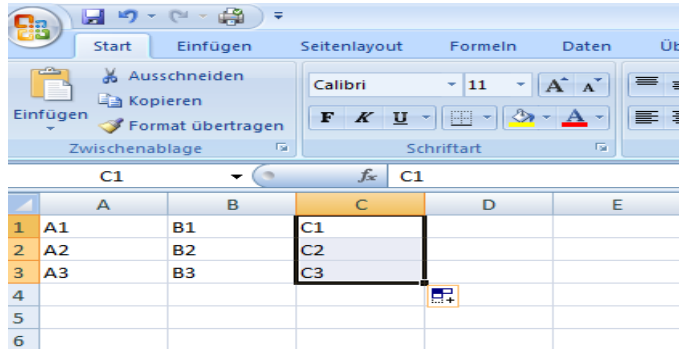 Start Einfügen Seitenlayout Formeln Daten Üb
Ausschneiden
Kopieren
Format übertragen
Einfügen
Calibri 11 A A
F K U A
Zwischenablage Schriftart
C1 fx C1
A B C D E
1 A1 B1 C1
2 A2 B2 C2
3 A3 B3 C3
4
5
6